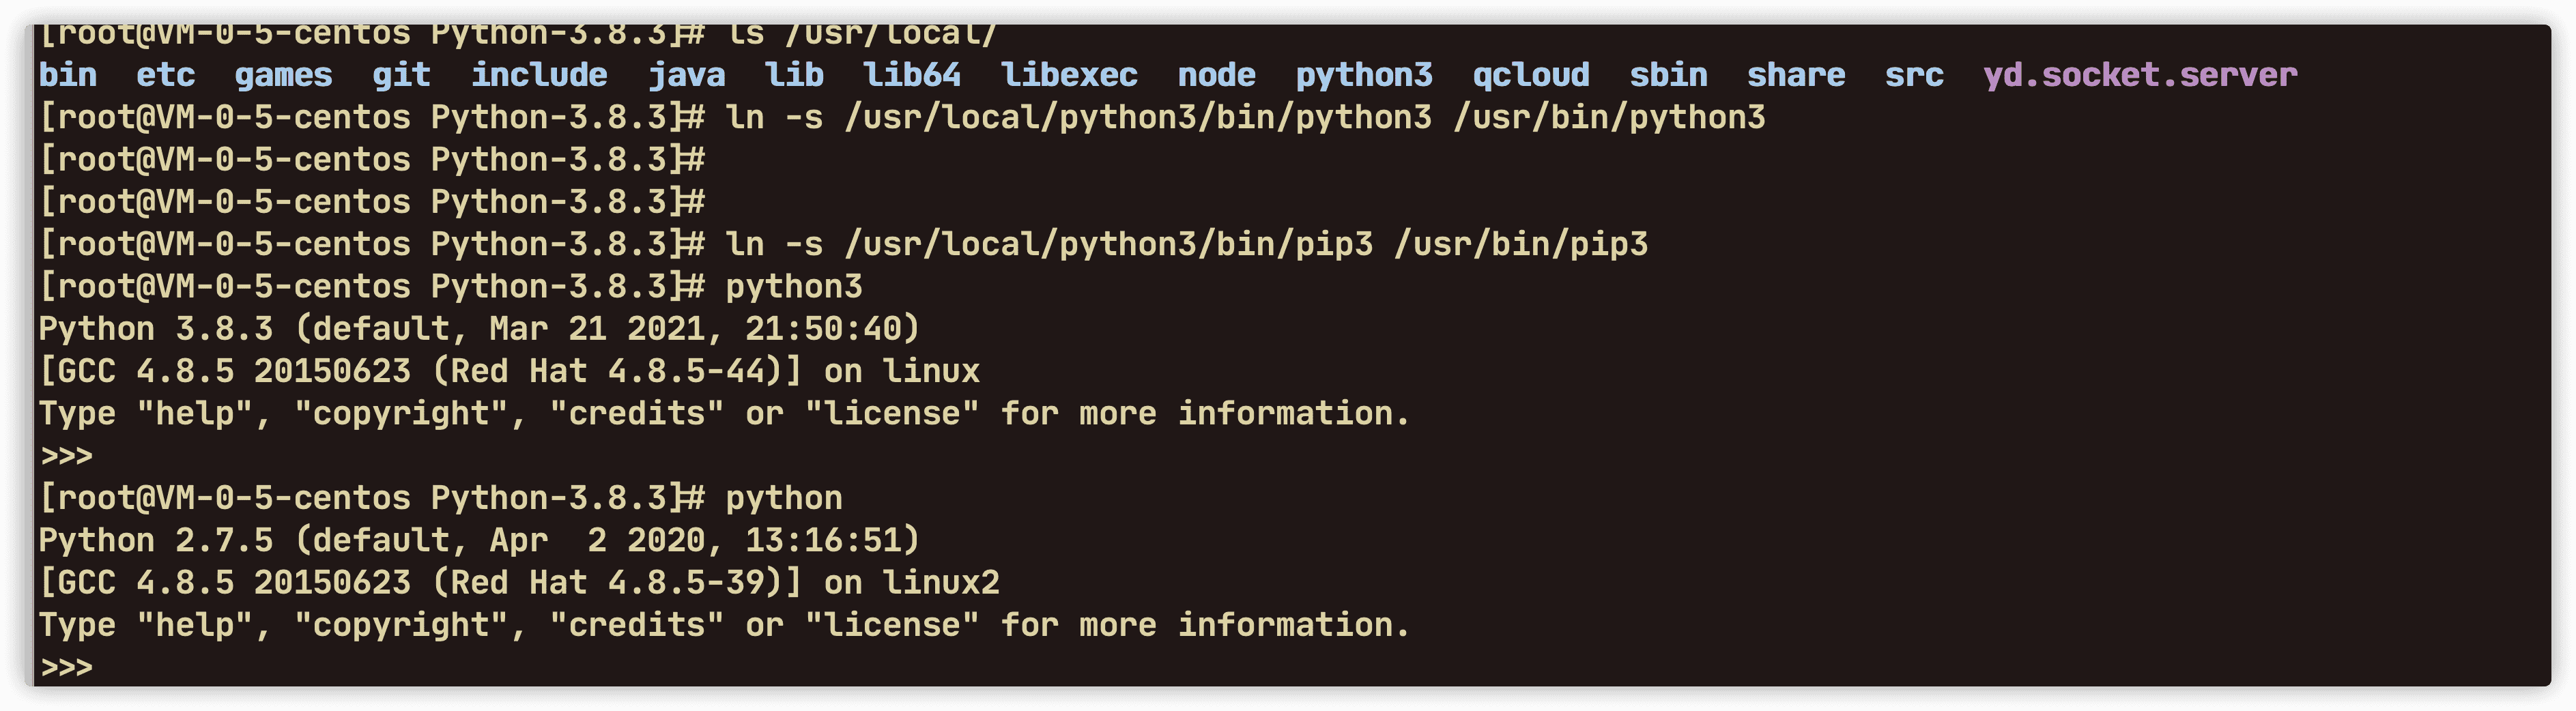 [root@VM-0-5-centos Python-3.8.3]# ls /usr/local/
bin  etc  games  git  include  java  lib  lib64  libexec  node  python3  qcloud  sbin  share  src  yd.socket.server
[root@VM-0-5-centos Python-3.8.3]# ln -s /usr/local/python3/bin/python3 /usr/bin/python3
[root@VM-0-5-centos Python-3.8.3]#
[root@VM-0-5-centos Python-3.8.3]#
[root@VM-0-5-centos Python-3.8.3]# ln -s /usr/local/python3/bin/pip3 /usr/bin/pip3
[root@VM-0-5-centos Python-3.8.3]# python3
Python 3.8.3 (default, Mar 21 2021, 21:50:40)
[GCC 4.8.5 20150623 (Red Hat 4.8.5-44)] on linux
Type "help", "copyright", "credits" or "license" for more information.
>>>
[root@VM-0-5-centos Python-3.8.3]# python
Python 2.7.5 (default, Apr  2 2020, 13:16:51)
[GCC 4.8.5 20150623 (Red Hat 4.8.5-39)] on linux2
Type "help", "copyright", "credits" or "license" for more information.
>>>